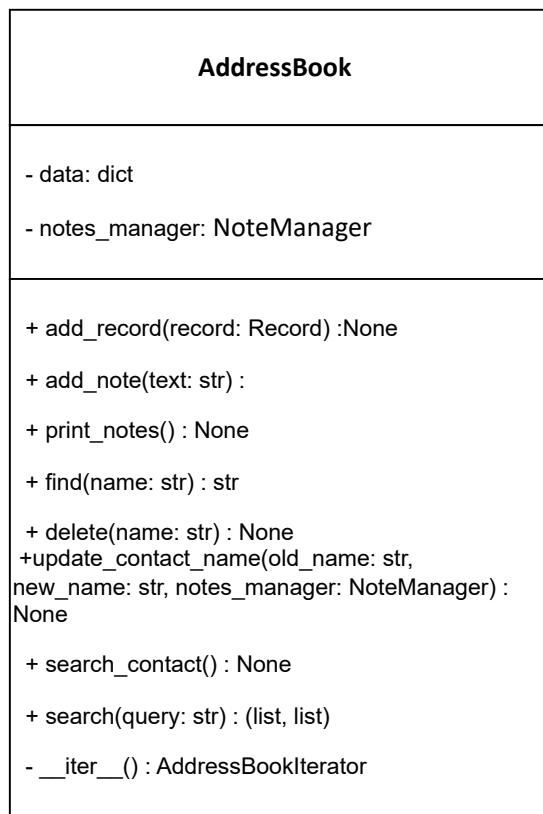 AddressBook
- data: dict
- notes_manager: NoteManager
+ add_record(record: Record) :None
+ add_note(text: str) :
+ print_notes() : None
+ find(name: str) : str
+ delete(name: str) : None
+update_contact_name(old_name: str,
new_name: str, notes_manager: NoteManager) :
None
+ search_contact() : None
+ search(query: str) : (list, list)
- __iter__() : AddressBookIterator